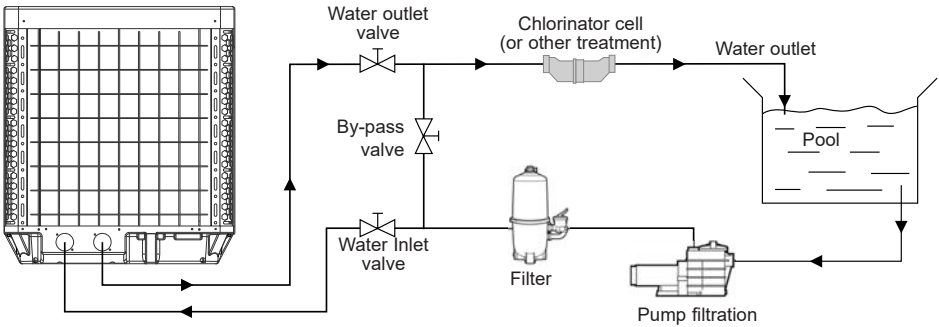 Water outlet
valve
Chlorinator cell
(or other treatment)
Water outlet
By-pass
valve
Pool
Water Inlet
valve
Filter
Pump filtration